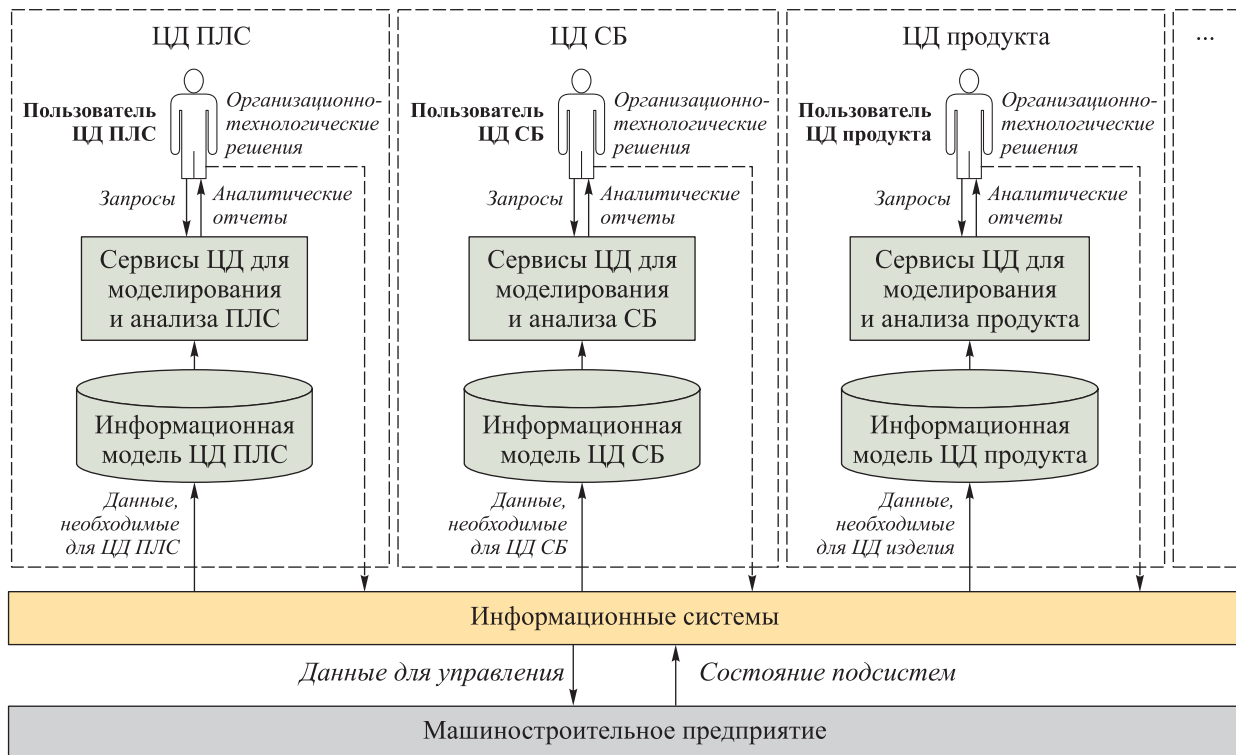 ЦД ПЛС
Пользователь
ЦД ПЛС
Организационно-
технологические
решения
Запросы
Аналитические
отчеты
Сервисы ЦД для
моделирования
и анализа ПЛС
Информационная
модель ЦД ПЛС
Данные,
необходимые
для ЦД ПЛС
ЦД СБ
Пользователь
ЦД СБ
Организационно-
технологические
решения
Запросы
Аналитические
отчеты
Сервисы ЦД для
моделирования
и анализа СБ
Информационная
модель ЦД СБ
Данные,
необходимые
для ЦД СБ
ЦД продукта
Пользователь
ЦД продукта
Организационно-
технологические
решения
Запросы
Аналитические
отчеты
Сервисы ЦД для
моделирования
и анализа продукта
Информационная
модель ЦД продукта
Данные,
необходимые
для ЦД изделия
...
Информационные системы
Данные для управления
Состояние подсистем
Машиностроительное предприятие